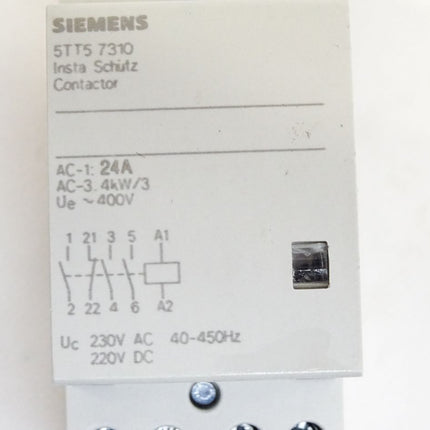 SIEMENS
5TT5 7310
Insta Schütz
Contactor
AC-1: 24A
AC-3. 4kW/3
Ue ~ 400V
1 21 3 5 A1
2 22 4 6 A2
Uc 230V AC 40-450Hz
220V DC